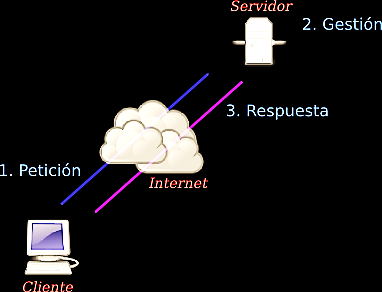 Servidor
2. Gestión
3. Respuesta
1. Petición
Internet
Cliente